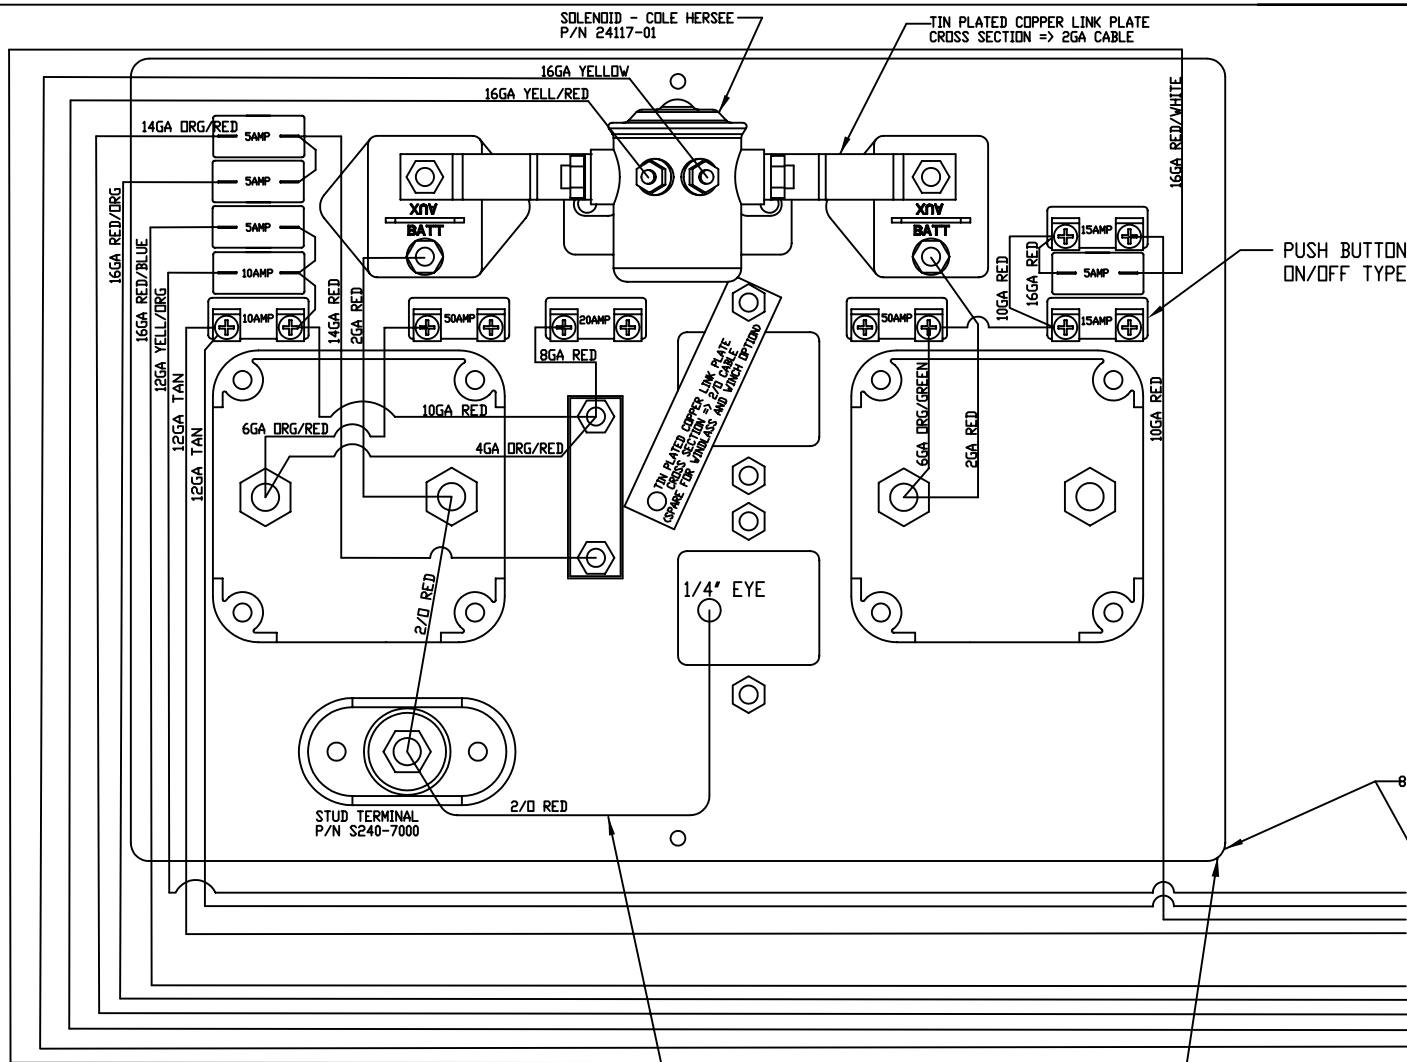 SOLENOID - COLE HERSEE
P/N 24117-01
TIN PLATED COPPER LINK PLATE
CROSS SECTION => 2GA CABLE
16GA YELLOW
16GA YELL/RED
14GA ORG/RED
5AMP
5AMP
5AMP
10AMP
10AMP
50AMP
20AMP
50AMP
15AMP
5AMP
15AMP
AUX
BATT
AUX
BATT
16GA RED/WHITE
PUSH BUTTON
ON/OFF TYPE
16GA RED/ORG
16GA RED/BLUE
12GA YELL/ORG
12GA TAN
12GA TAN
14GA RED
2GA RED
10GA RED
16GA RED
8GA RED
10GA RED
6GA ORG/RED
4GA ORG/RED
TIN PLATED COPPER LINK PLATE
CROSS SECTION => 2/0 CABLE
(SPARE FOR WINDLASS AND WINCH OPTION)
6GA ORG/GREEN
2GA RED
10GA RED
1/4" EYE
2/0 RED
2/0 RED
STUD TERMINAL
P/N S240-7000
8